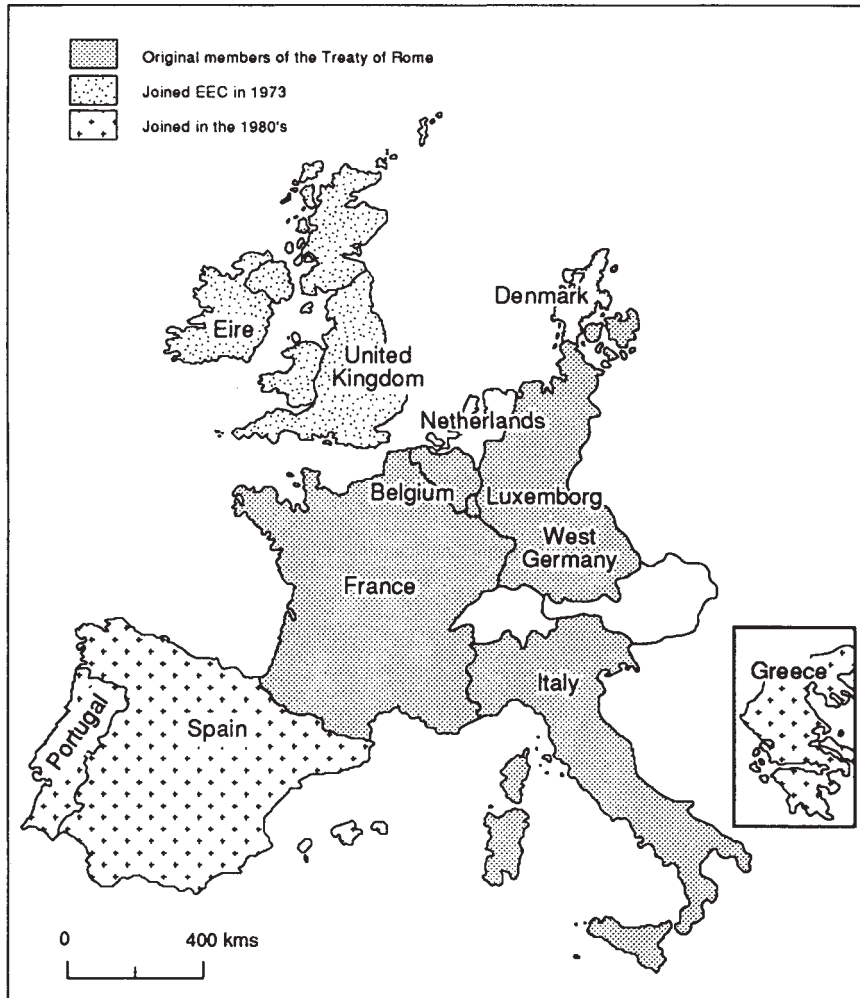 Original members of the Treaty of Rome
Joined EEC in 1973
Joined in the 1980's
Denmark
Eire
United
Kingdom
Netherlands
Belgium
Luxemborg
West
Germany
France
Greece
Italy
Portugal
Spain
0 400 kms